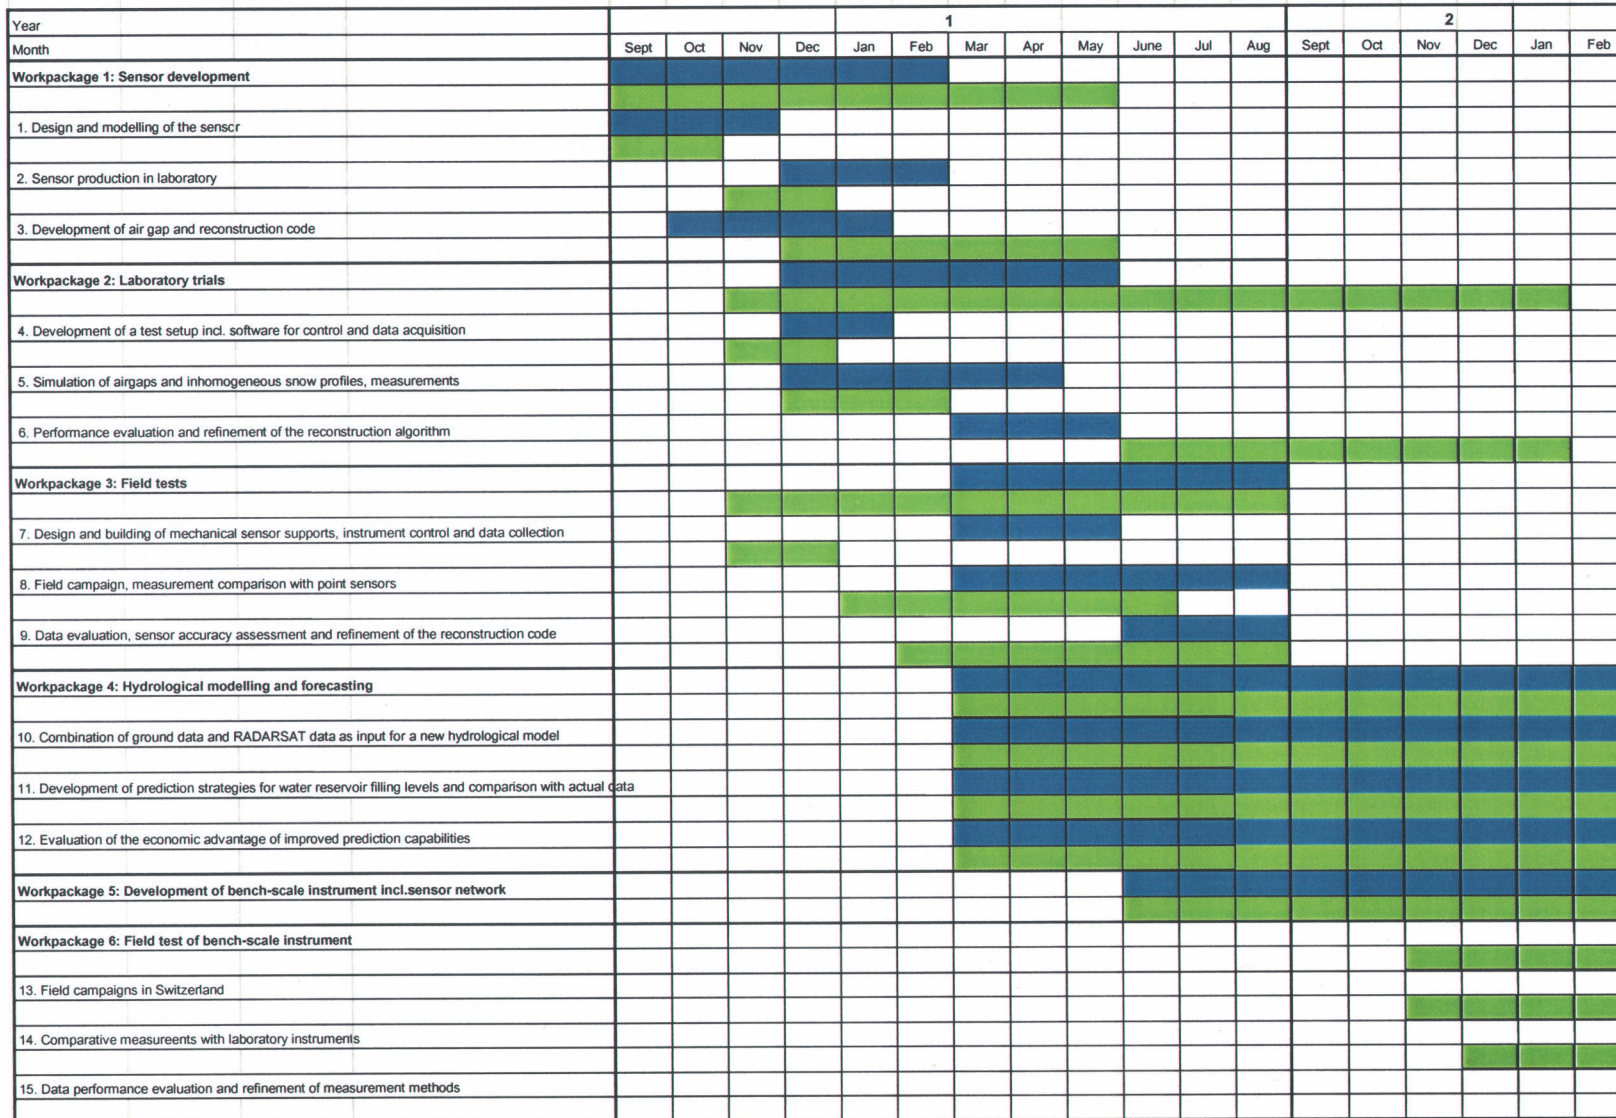 Year 1 2
Month Sept Oct Nov Dec Jan Feb Mar Apr May June Jul Aug Sept Oct Nov Dec Jan Feb
Workpackage 1: Sensor development
1. Design and modelling of the senscr
2. Sensor production in laboratory
3. Development of air gap and reconstruction code
Workpackage 2: Laboratory trials
4. Development of a test setup incl. software for control and data acquisition
5. Simulation of airgaps and inhomogeneous snow profiles, measurements
6. Performance evaluation and refinement of the reconstruction algorithm
Workpackage 3: Field tests
7. Design and building of mechanical sensor supports, instrument control and data collection
8. Field campaign, measurement comparison with point sensors
9. Data evaluation, sensor accuracy assessment and refinement of the reconstruction code
Workpackage 4: Hydrological modelling and forecasting
10. Combination of ground data and RADARSAT data as input for a new hydrological model
11. Development of prediction strategies for water reservoir filling levels and comparison with actual data
12. Evaluation of the economic advantage of improved prediction capabilities
Workpackage 5: Development of bench-scale instrument incl.sensor network
Workpackage 6: Field test of bench-scale instrument
13. Field campaigns in Switzerland
14. Comparative measureents with laboratory instruments
15. Data performance evaluation and refinement of measurement methods